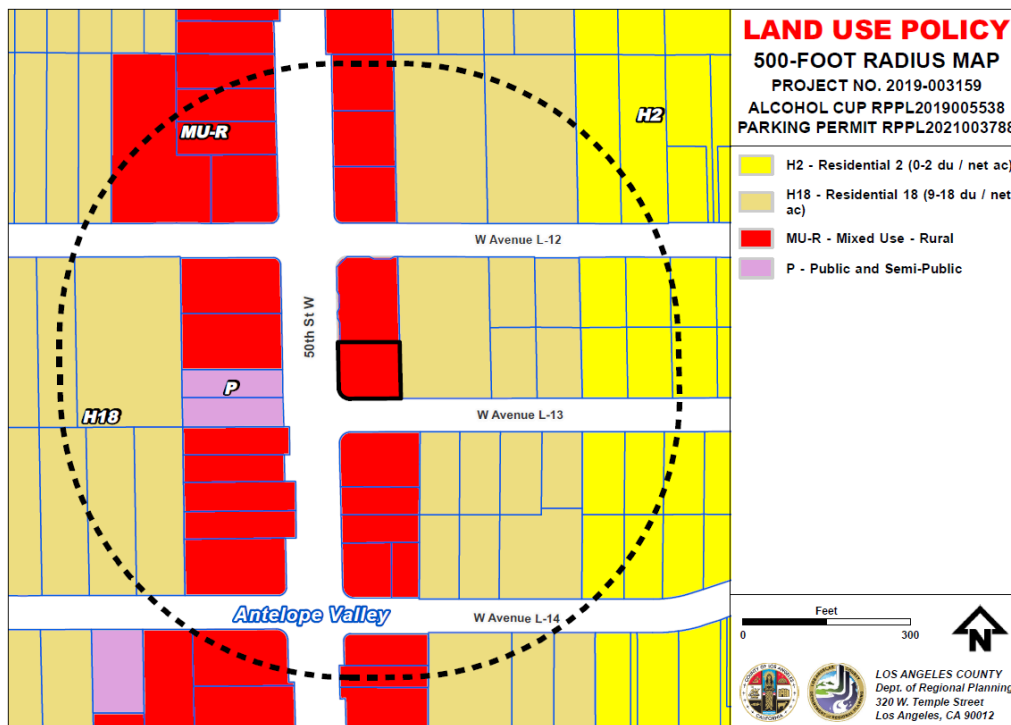 LAND USE POLICY
500-FOOT RADIUS MAP
PROJECT NO. 2019-003159
ALCOHOL CUP RPPL2019005538
PARKING PERMIT RPPL2021003788
H2 - Residential 2 (0-2 du / net ac)
H18 - Residential 18 (9-18 du / net
ac)
MU-R - Mixed Use - Rural
P - Public and Semi-Public
MU-R
H2
W Avenue L-12
50th St W
P
H18
W Avenue L-13
Antelope Valley
W Avenue L-14
Feet
0 300
N
LOS ANGELES COUNTY
Dept. of Regional Planning
320 W. Temple Street
Los Angeles, CA 90012